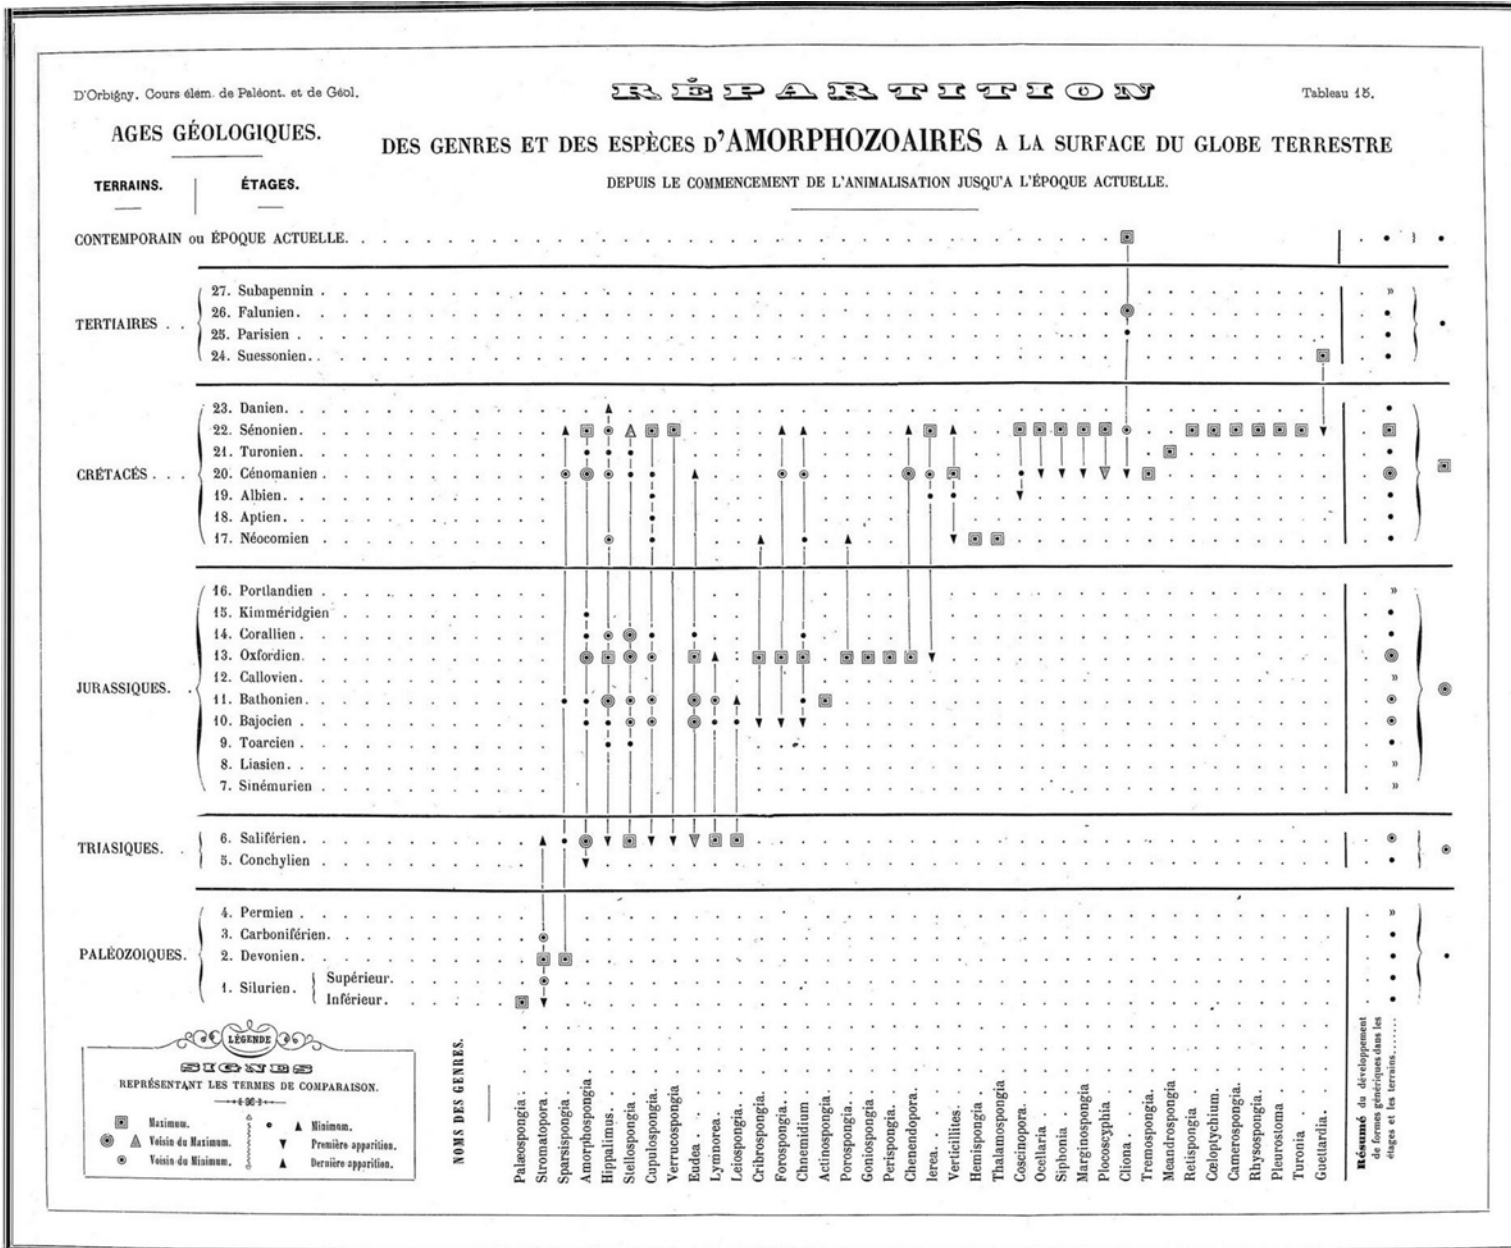 D'Orbigny. Cours élem. de Paléont. et de Géol.
RÉPARTITION
Tableau 15.
AGES GÉOLOGIQUES.
DES GENRES ET DES ESPÈCES D'AMORPHOZOAIRES A LA SURFACE DU GLOBE TERRESTRE
TERRAINS.
ÉTAGES.
DEPUIS LE COMMENCEMENT DE L'ANIMALISATION JUSQU'A L'ÉPOQUE ACTUELLE.
CONTEMPORAIN ou ÉPOQUE ACTUELLE.
TERTIAIRES
27. Subapennin
26. Falunien.
25. Parisien
24. Suessonien.
CRÉTACÉS
23. Danien.
22. Sénonien.
21. Turonien.
20. Cénomanien
19. Albien.
18. Aptien.
17. Néocomien
JURASSIQUES.
16. Portlandien
15. Kimméridgien
14. Corallien.
13. Oxfordien.
12. Callovien.
11. Bathonien.
10. Bajocien.
9. Toarcien
8. Liasien.
7. Sinémurien
TRIASIQUES.
6. Saliférien.
5. Conchylien
PALÉOZOIQUES.
4. Permien
3. Carboniférien.
2. Devonien.
1. Silurien.
Supérieur.
Inférieur.
LÉGENDE
SIGNES
REPRÉSENTANT LES TERMES DE COMPARAISON.
Maximum.
Voisin du Maximum.
Voisin du Minimum.
Minimum.
Première apparition.
Dernière apparition.
NOMS DES GENRES.
Palæospongia
Stromatopora.
Sparsispongia
Amorphospongia
Hippalimus.
Stellospongia
Cupulospongia.
Verrucospongia
Eudea
Lymnorea.
Leiospongia.
Cribrospongia.
Forospongia.
Chnemidium.
Actinospongia
Porospongia.
Goniospongia
Perispongia
Chenendopora.
Ierea.
Verticillites.
Hemispongia
Thalamospongia
Coscinopora.
Ocellaria
Siphonia
Marginospongia
Plocoscyphia
Cliona
Tremospongia.
Meandrospongia
Retispongia
Cœloptychium.
Camerospongia.
Rhysospongia.
Pleurostoma
Turonia
Guettardia.
Résumé du développement
de formes génériques dans les
étages et les terrains.......